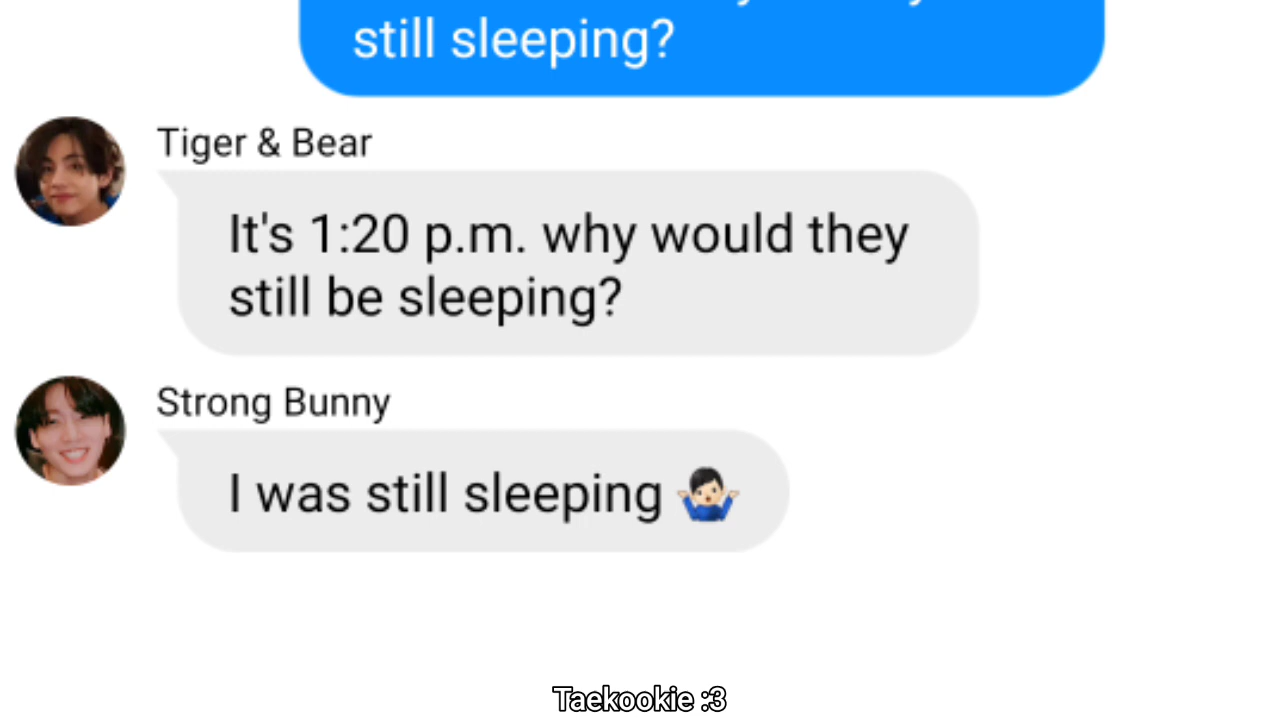 still sleeping?
Tiger & Bear
It's 1:20 p.m. why would they
still be sleeping?
Strong Bunny
I was still sleeping 🤷🏻‍♂️
Taekookie :3